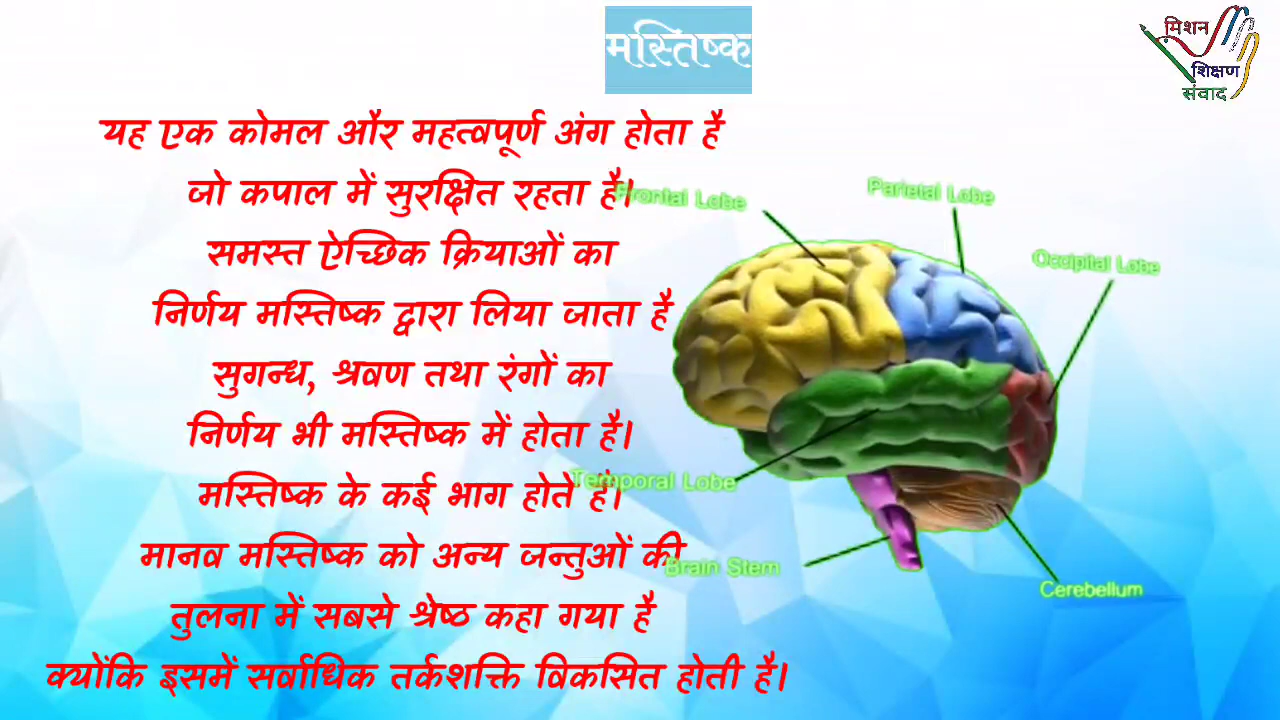 मस्तिष्क
मिशन
शिक्षण
संवाद
यह एक कोमल और महत्वपूर्ण अंग होता है
जो कपाल में सुरक्षित रहता है।
समस्त ऐच्छिक क्रियाओं का
निर्णय मस्तिष्क द्वारा लिया जाता है
सुगन्ध, श्रवण तथा रंगों का
निर्णय भी मस्तिष्क में होता है।
मस्तिष्क के कई भाग होते हैं।
मानव मस्तिष्क को अन्य जन्तुओं की
तुलना में सबसे श्रेष्ठ कहा गया है
क्योंकि इसमें सर्वाधिक तर्कशक्ति विकसित होती है।
Frontal Lobe
Parietal Lobe
Occipital Lobe
Temporal Lobe
Brain Stem
Cerebellum